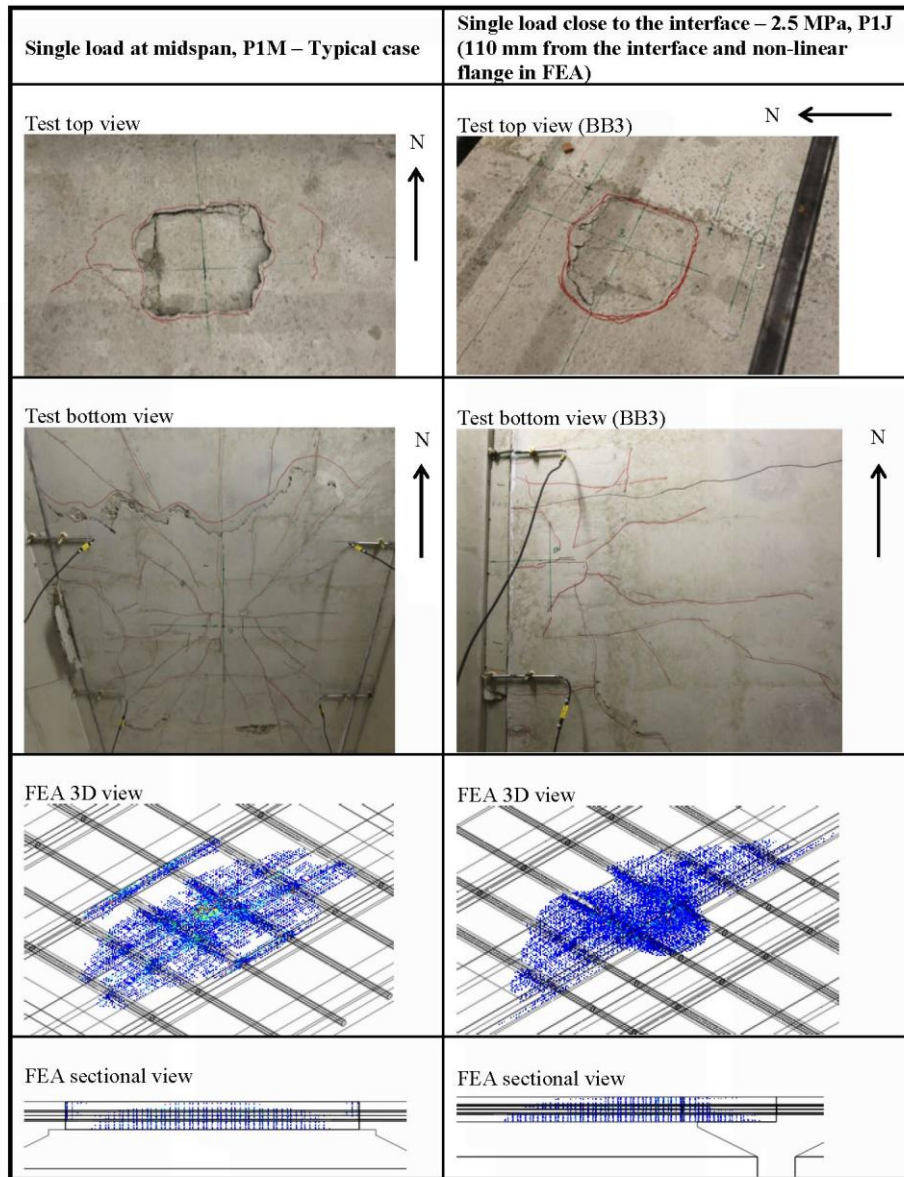 Single load at midspan, P1M – Typical case
Single load close to the interface – 2.5 MPa, P1J
(110 mm from the interface and non-linear
flange in FEA)
Test top view
N
Test top view (BB3)
N
Test bottom view
N
Test bottom view (BB3)
N
FEA 3D view
FEA 3D view
FEA sectional view
FEA sectional view